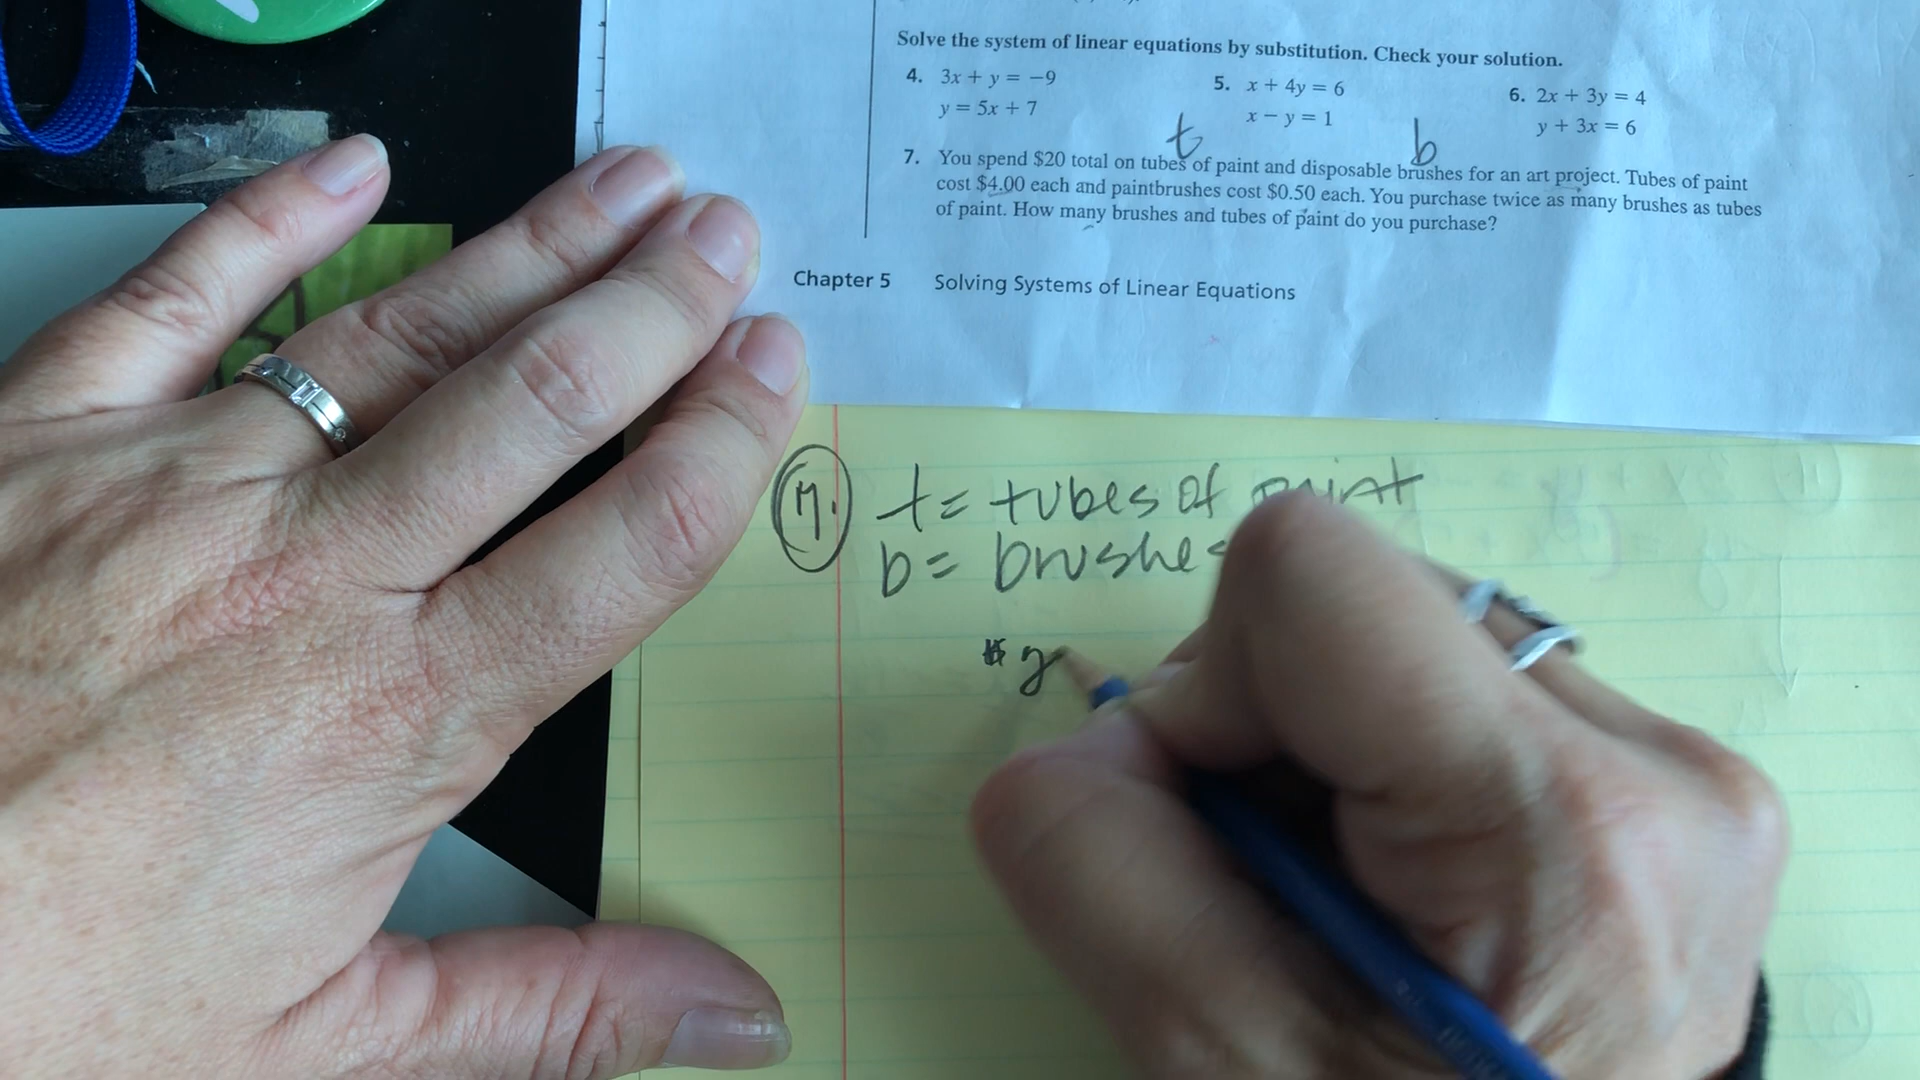 Solve the system of linear equations by substitution. Check your solution.
4. 3x + y = −9
y = 5x + 7
5. x + 4y = 6
x − y = 1
6. 2x + 3y = 4
y + 3x = 6
t b
7. You spend $20 total on tubes of paint and disposable brushes for an art project. Tubes of paint
cost $4.00 each and paintbrushes cost $0.50 each. You purchase twice as many brushes as tubes
of paint. How many brushes and tubes of paint do you purchase?
Chapter 5 Solving Systems of Linear Equations
7. t = tubes of paint
b = brushes